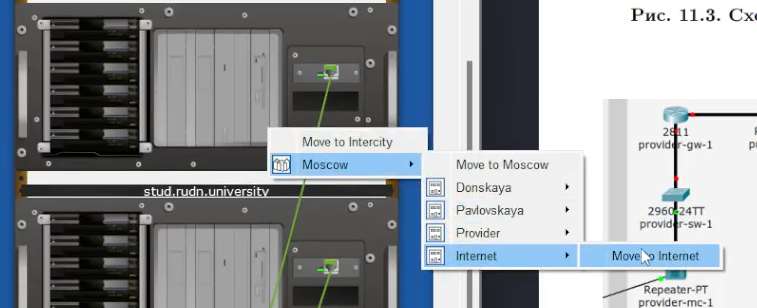 Рис. 11.3. Схе
Move to Intercity
Moscow
Move to Moscow
Donskaya
Pavlovskaya
Provider
Internet
Move to Internet
stud.rudn.university
2811
provider-gw-1
2960-24TT
provider-sw-1
Repeater-PT
provider-mc-1